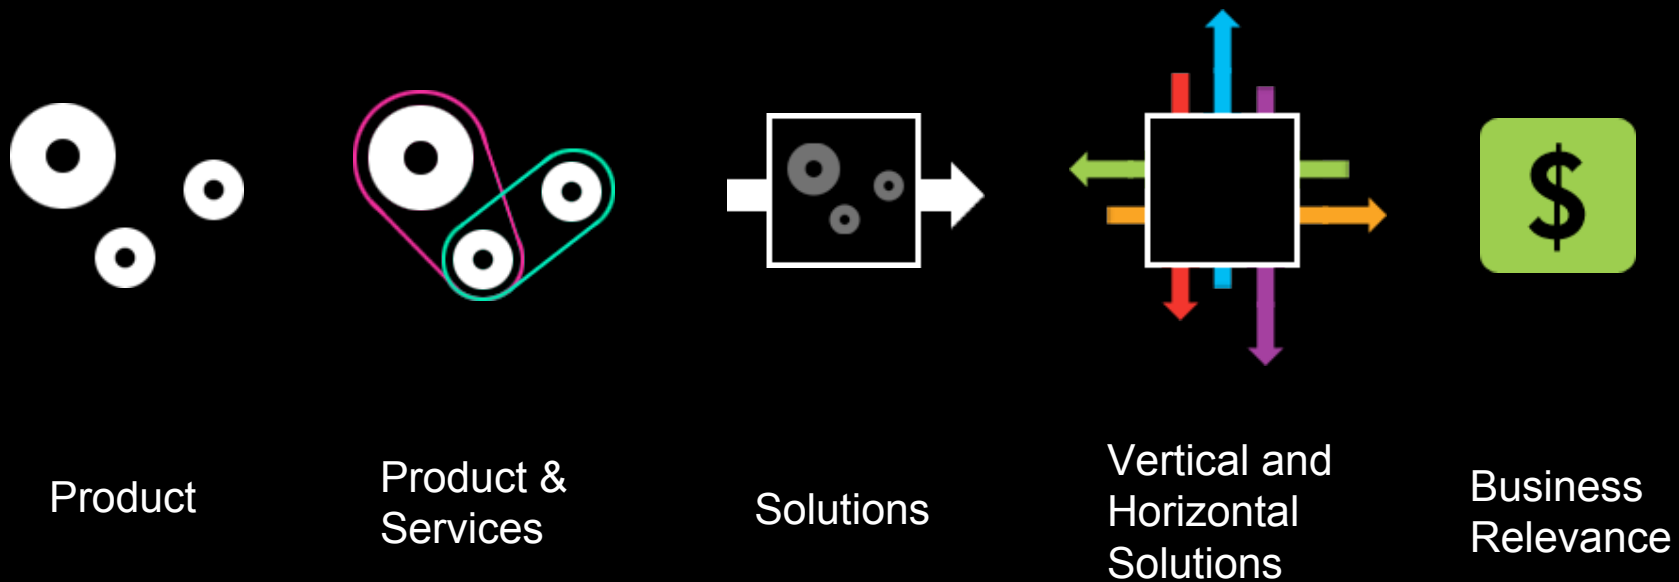 $
Product
Product &
Services
Solutions
Vertical and
Horizontal
Solutions
Business
Relevance